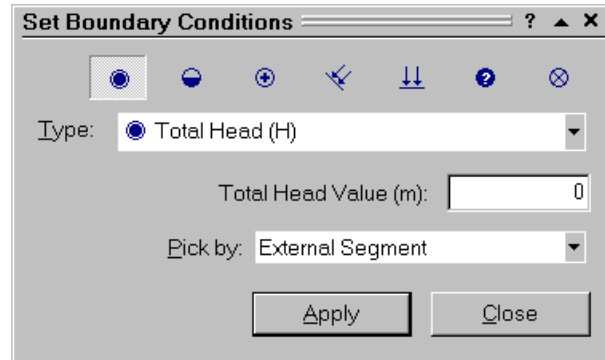 Set Boundary Conditions ? ▲ ×
Type: Total Head (H)
Total Head Value (m): 0
Pick by: External Segment
Apply Close